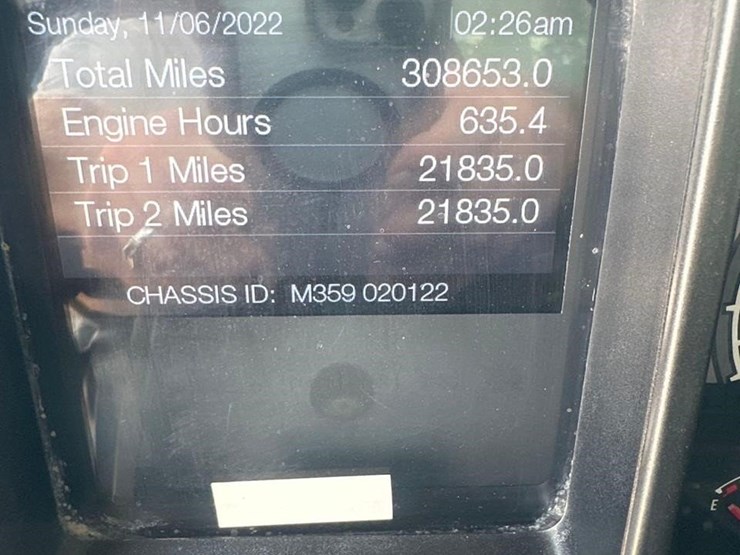 Sunday, 11/06/2022 02:26am
Total Miles 308653.0
Engine Hours 635.4
Trip 1 Miles 21835.0
Trip 2 Miles 21835.0
CHASSIS ID: M359 020122
E